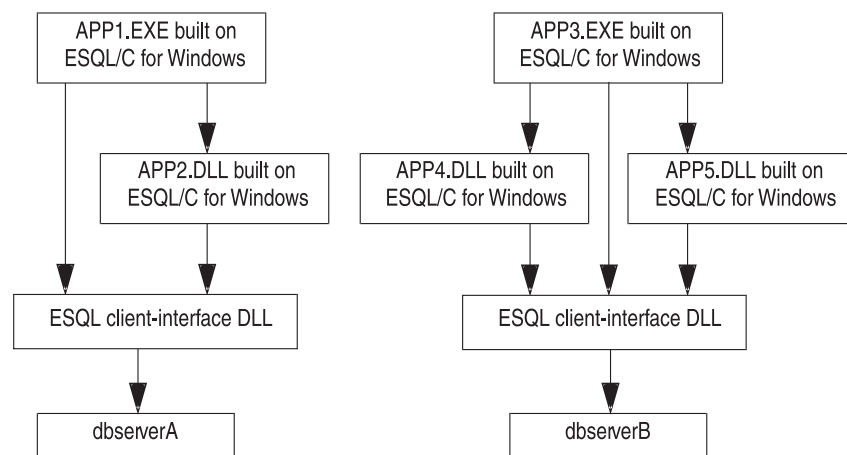 APP1.EXE built on
ESQL/C for Windows
APP3.EXE built on
ESQL/C for Windows
APP2.DLL built on
ESQL/C for Windows
APP4.DLL built on
ESQL/C for Windows
APP5.DLL built on
ESQL/C for Windows
ESQL client-interface DLL
ESQL client-interface DLL
dbserverA
dbserverB